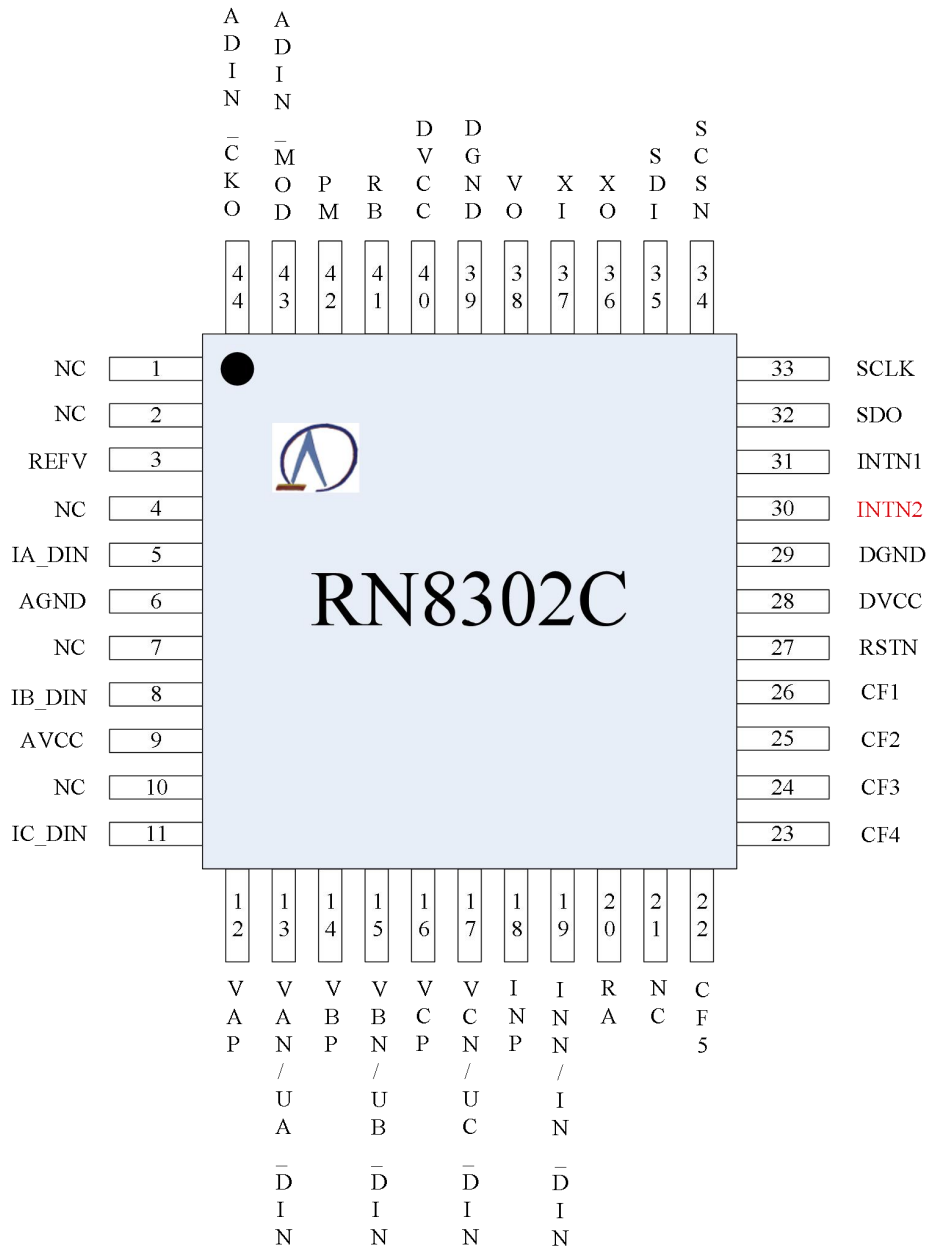 ADIN_CKO
ADIN_MOD
PM
RB
DVCC
DGND
VO
XI
XO
SDI
SCSN
44
43
42
41
40
39
38
37
36
35
34
NC 1
NC 2
REFV 3
NC 4
IA_DIN 5
AGND 6
NC 7
IB_DIN 8
AVCC 9
NC 10
IC_DIN 11
RN8302C
33 SCLK
32 SDO
31 INTN1
30 INTN2
29 DGND
28 DVCC
27 RSTN
26 CF1
25 CF2
24 CF3
23 CF4
12
13
14
15
16
17
18
19
20
21
22
VAP
VAN/UA_DIN
VBP
VBN/UB_DIN
VCP
VCN/UC_DIN
INP
INN/IN_DIN
RA
NC
CF5